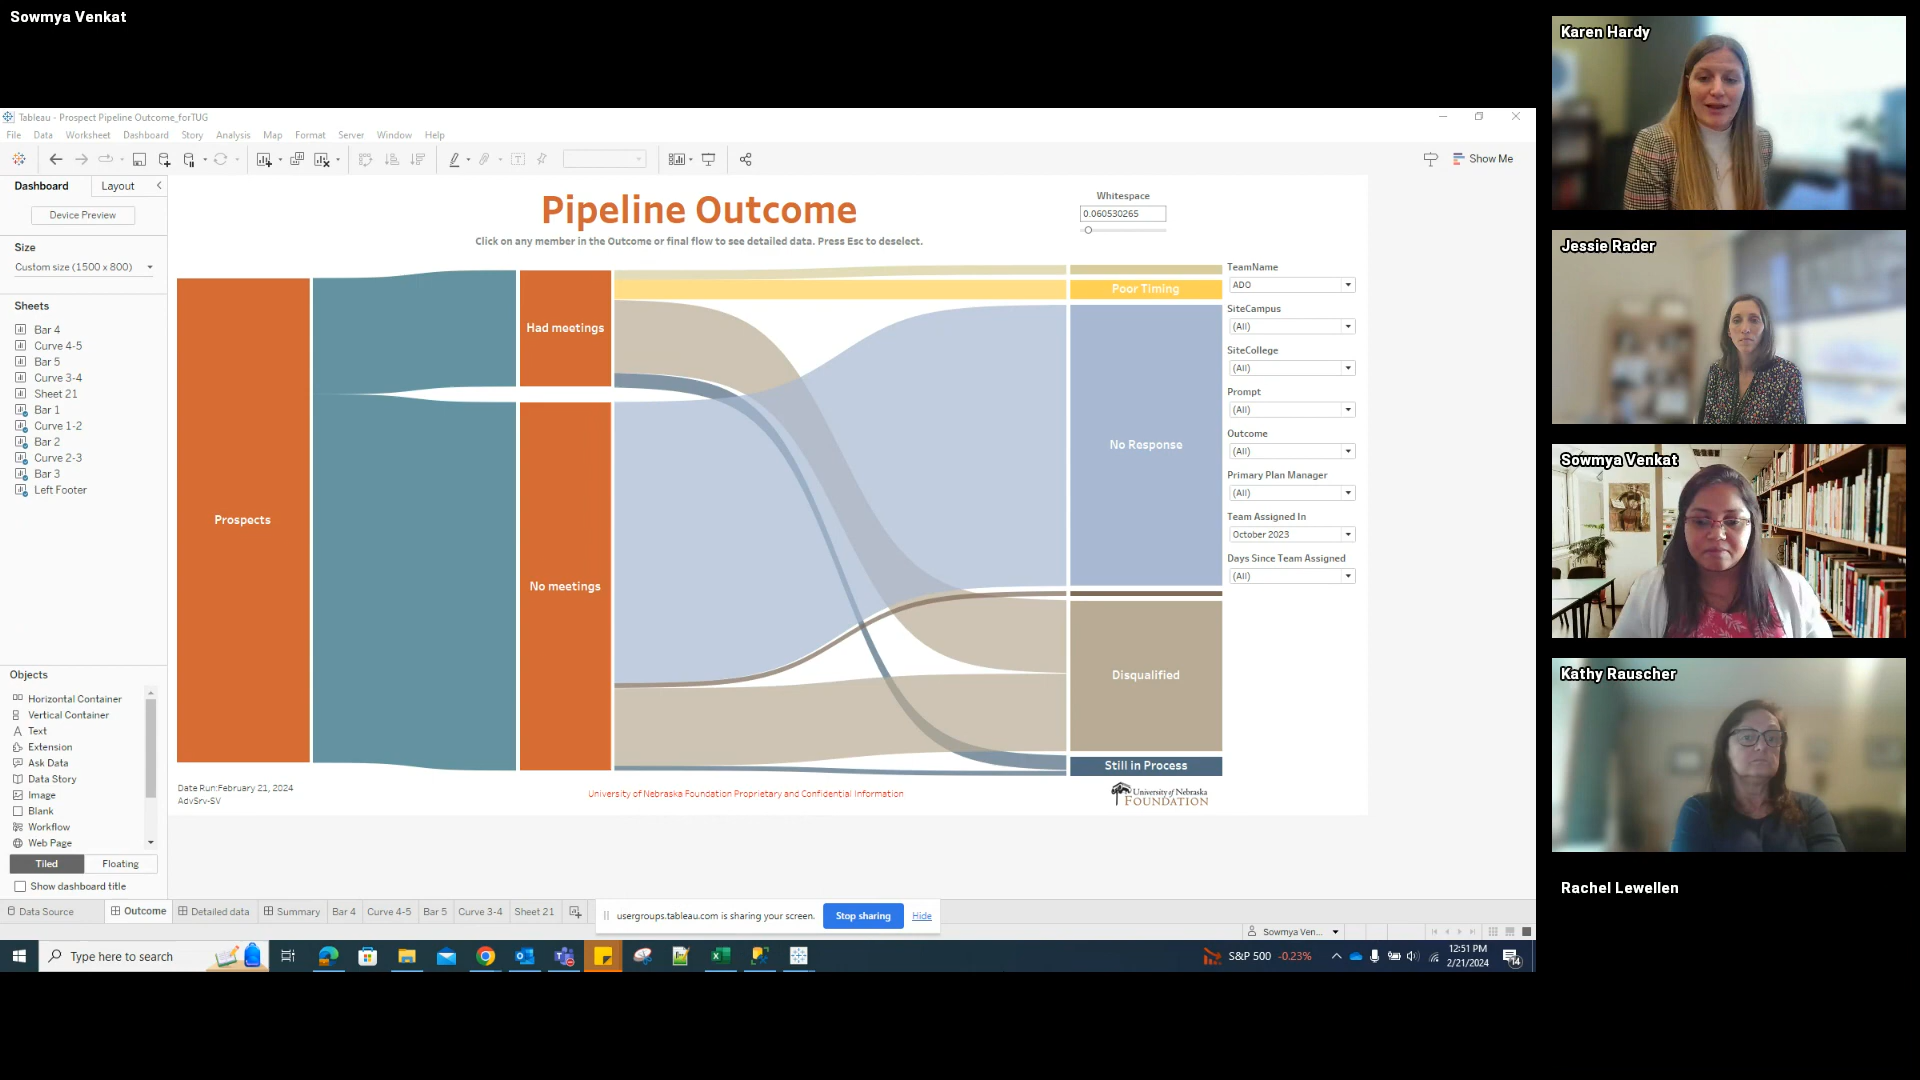 Sowmya Venkat
Tableau - Prospect Pipeline Outcome_forTUG
File Data Worksheet Dashboard Story Analysis Map Format Server Window Help
Show Me
Dashboard
Layout
Device Preview
Size
Custom size (1500 x 800)
Sheets
Bar 4
Curve 4-5
Bar 5
Curve 3-4
Sheet 21
Bar 1
Curve 1-2
Bar 2
Curve 2-3
Bar 3
Left Footer
Objects
Horizontal Container
Vertical Container
Text
Extension
Ask Data
Data Story
Image
Blank
Workflow
Web Page
Tiled
Floating
Show dashboard title
Pipeline Outcome
Click on any member in the Outcome or final flow to see detailed data. Press Esc to deselect.
Whitespace
0.060530265
Prospects
Had meetings
No meetings
Poor Timing
No Response
Disqualified
Still in Process
TeamName
ADO
SiteCampus
(All)
SiteCollege
(All)
Prompt
(All)
Outcome
(All)
Primary Plan Manager
(All)
Team Assigned In
October 2023
Days Since Team Assigned
(All)
Date Run:February 21, 2024
AdvSrv-SV
University of Nebraska Foundation Proprietary and Confidential Information
University of Nebraska
FOUNDATION
Data Source
Outcome
Detailed data
Summary
Bar 4
Curve 4-5
Bar 5
Curve 3-4
Sheet 21
usergroups.tableau.com is sharing your screen.
Stop sharing
Hide
Sowmya Ven...
Type here to search
S&P 500 -0.23%
12:51 PM
2/21/2024
14
Karen Hardy
Jessie Rader
Sowmya Venkat
Kathy Rauscher
Rachel Lewellen